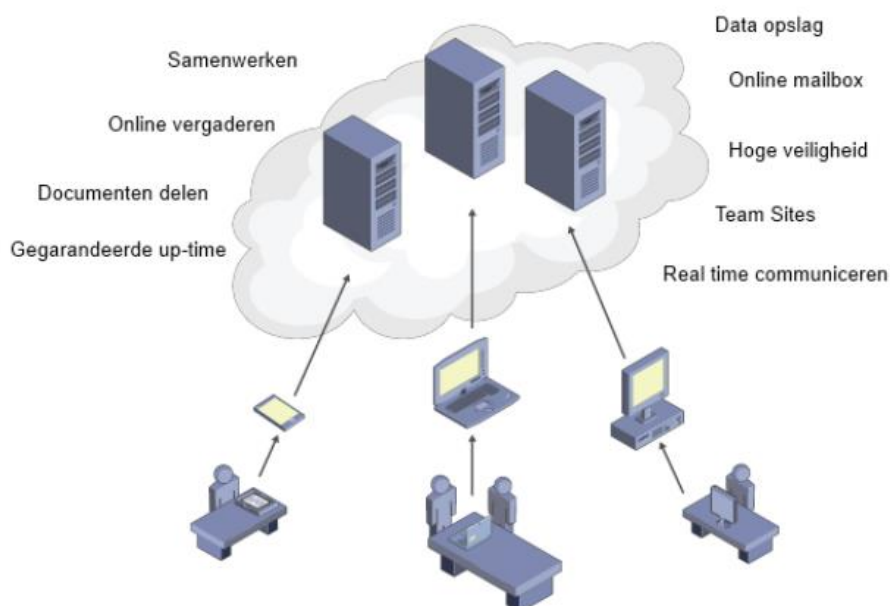 Samenwerken
Online vergaderen
Documenten delen
Gegarandeerde up-time
Data opslag
Online mailbox
Hoge veiligheid
Team Sites
Real time communiceren